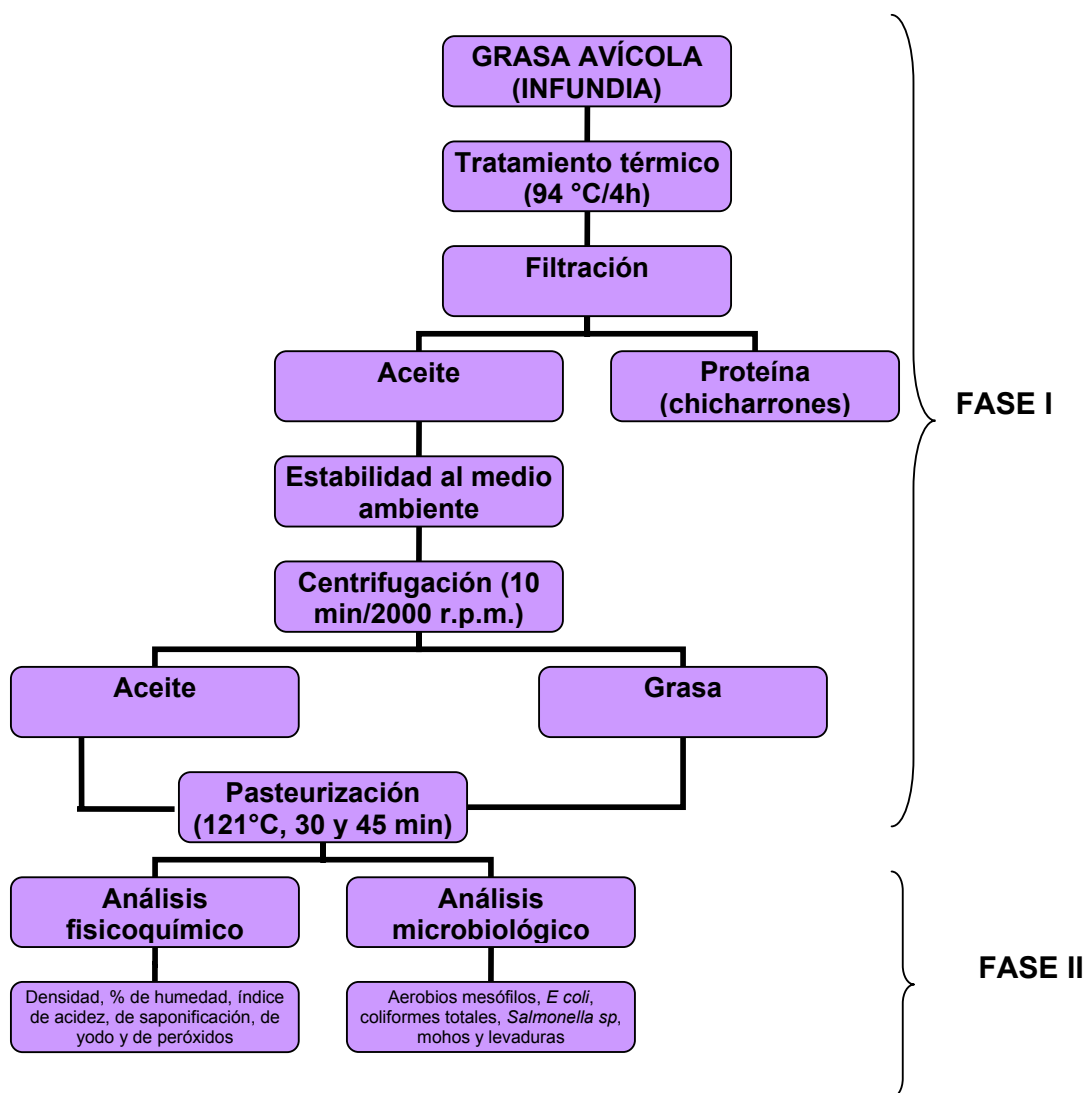 GRASA AVÍCOLA
(INFUNDIA)
Tratamiento térmico
(94 °C/4h)
Filtración
Aceite
Proteína
(chicharrones)
FASE I
Estabilidad al medio
ambiente
Centrifugación (10
min/2000 r.p.m.)
Aceite
Grasa
Pasteurización
(121°C, 30 y 45 min)
Análisis
fisicoquímico
Análisis
microbiológico
FASE II
Densidad, % de humedad, índice
de acidez, de saponificación, de
yodo y de peróxidos
Aerobios mesófilos, E coli,
coliformes totales, Salmonella sp,
mohos y levaduras